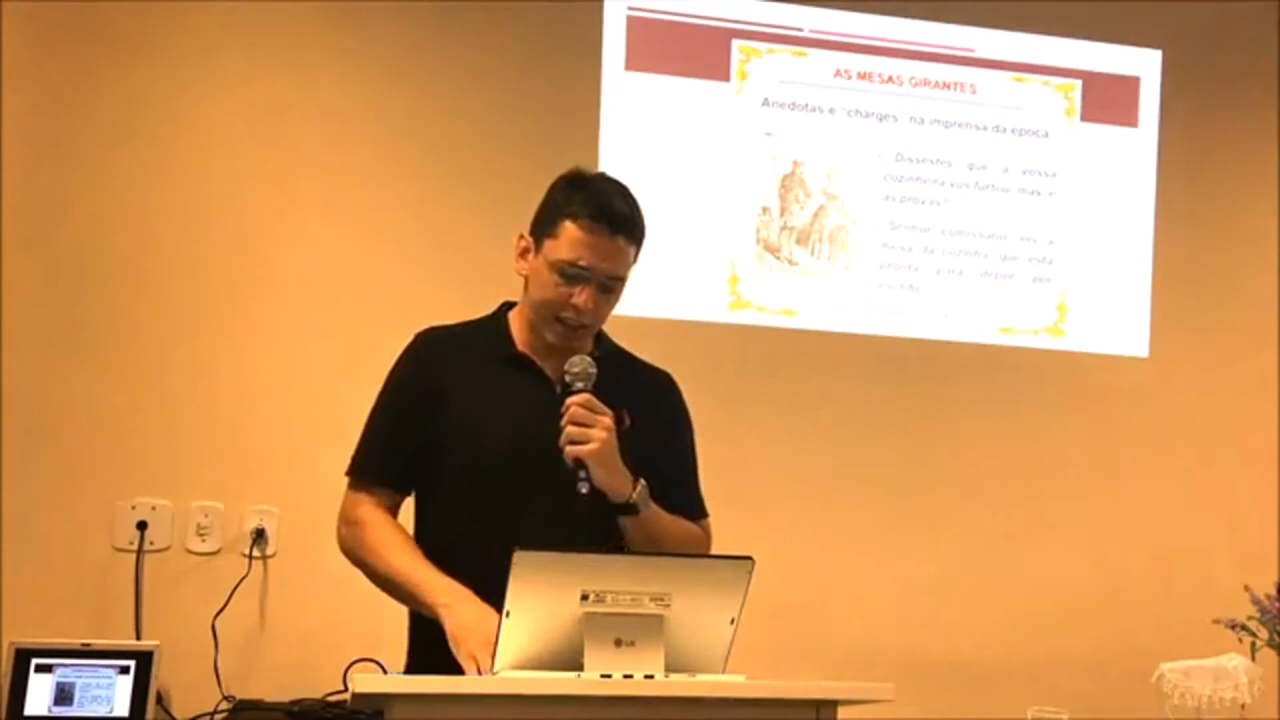 AS MESAS GIRANTES
Anedotas e "charges" na imprensa da época
- Dissestes que a vossa
cozinheira vos furtou, mas e
as provas?
Senhor comissário, eis a
mesa da cozinha que está
pronta para depor por
escrito.
LG